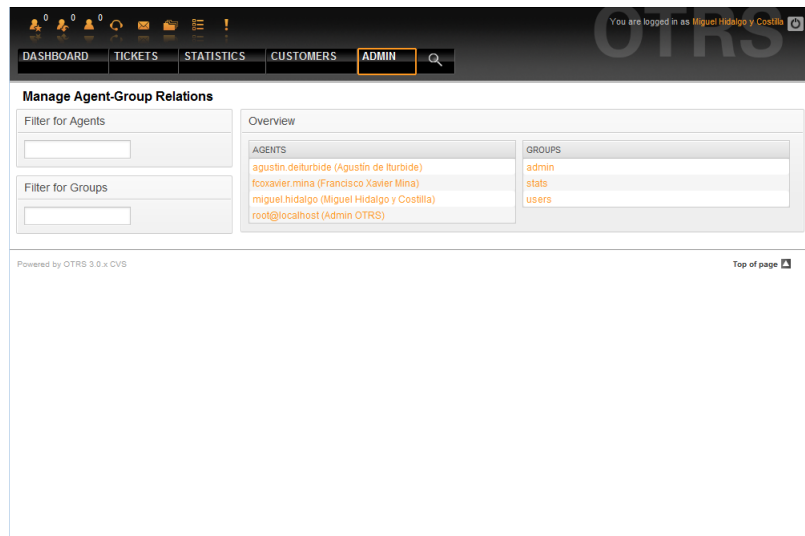 0 0 0
OTRS
You are logged in as Miguel Hidalgo y Costilla
DASHBOARD TICKETS STATISTICS CUSTOMERS ADMIN
Manage Agent-Group Relations
Filter for Agents
Filter for Groups
Overview
AGENTS
agustin.deiturbide (Agustín de Iturbide)
fcoxavier.mina (Francisco Xavier Mina)
miguel.hidalgo (Miguel Hidalgo y Costilla)
root@localhost (Admin OTRS)
GROUPS
admin
stats
users
Powered by OTRS 3.0.x CVS
Top of page